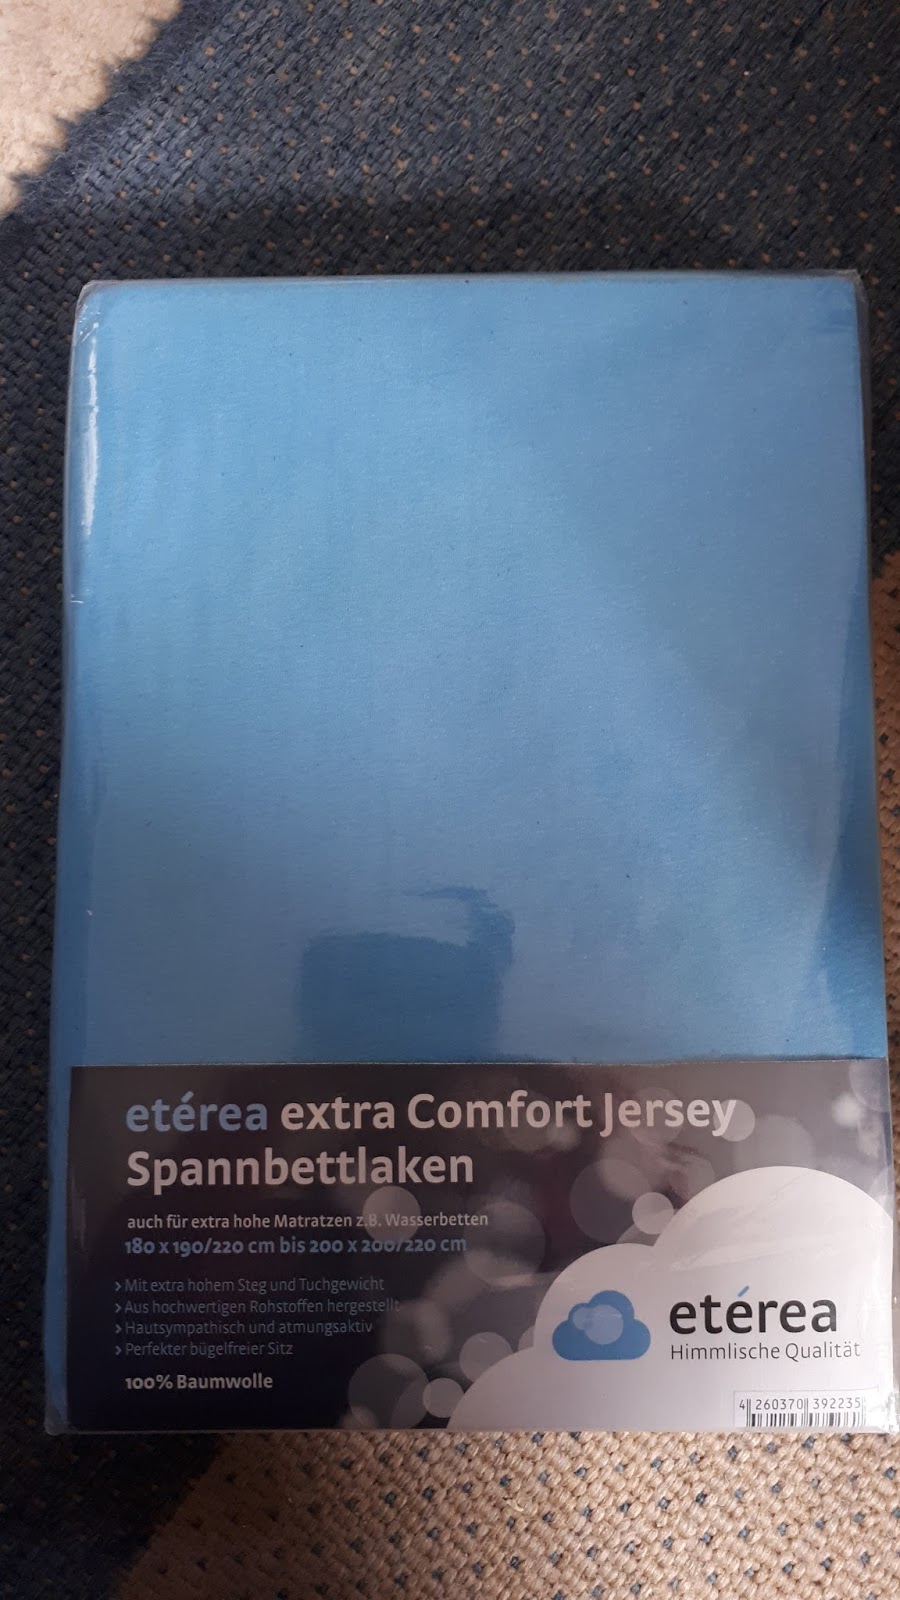 etérea extra Comfort Jersey
Spannbettlaken
auch für extra hohe Matratzen z.B. Wasserbetten
180 x 190/220 cm bis 200 x 200/220 cm
› Mit extra hohem Steg und Tuchgewicht
› Aus hochwertigen Rohstoffen hergestellt
› Hautsympathisch und atmungsaktiv
› Perfekter bügelfreier Sitz
100% Baumwolle
etérea
Himmlische Qualität
4 260370 392235